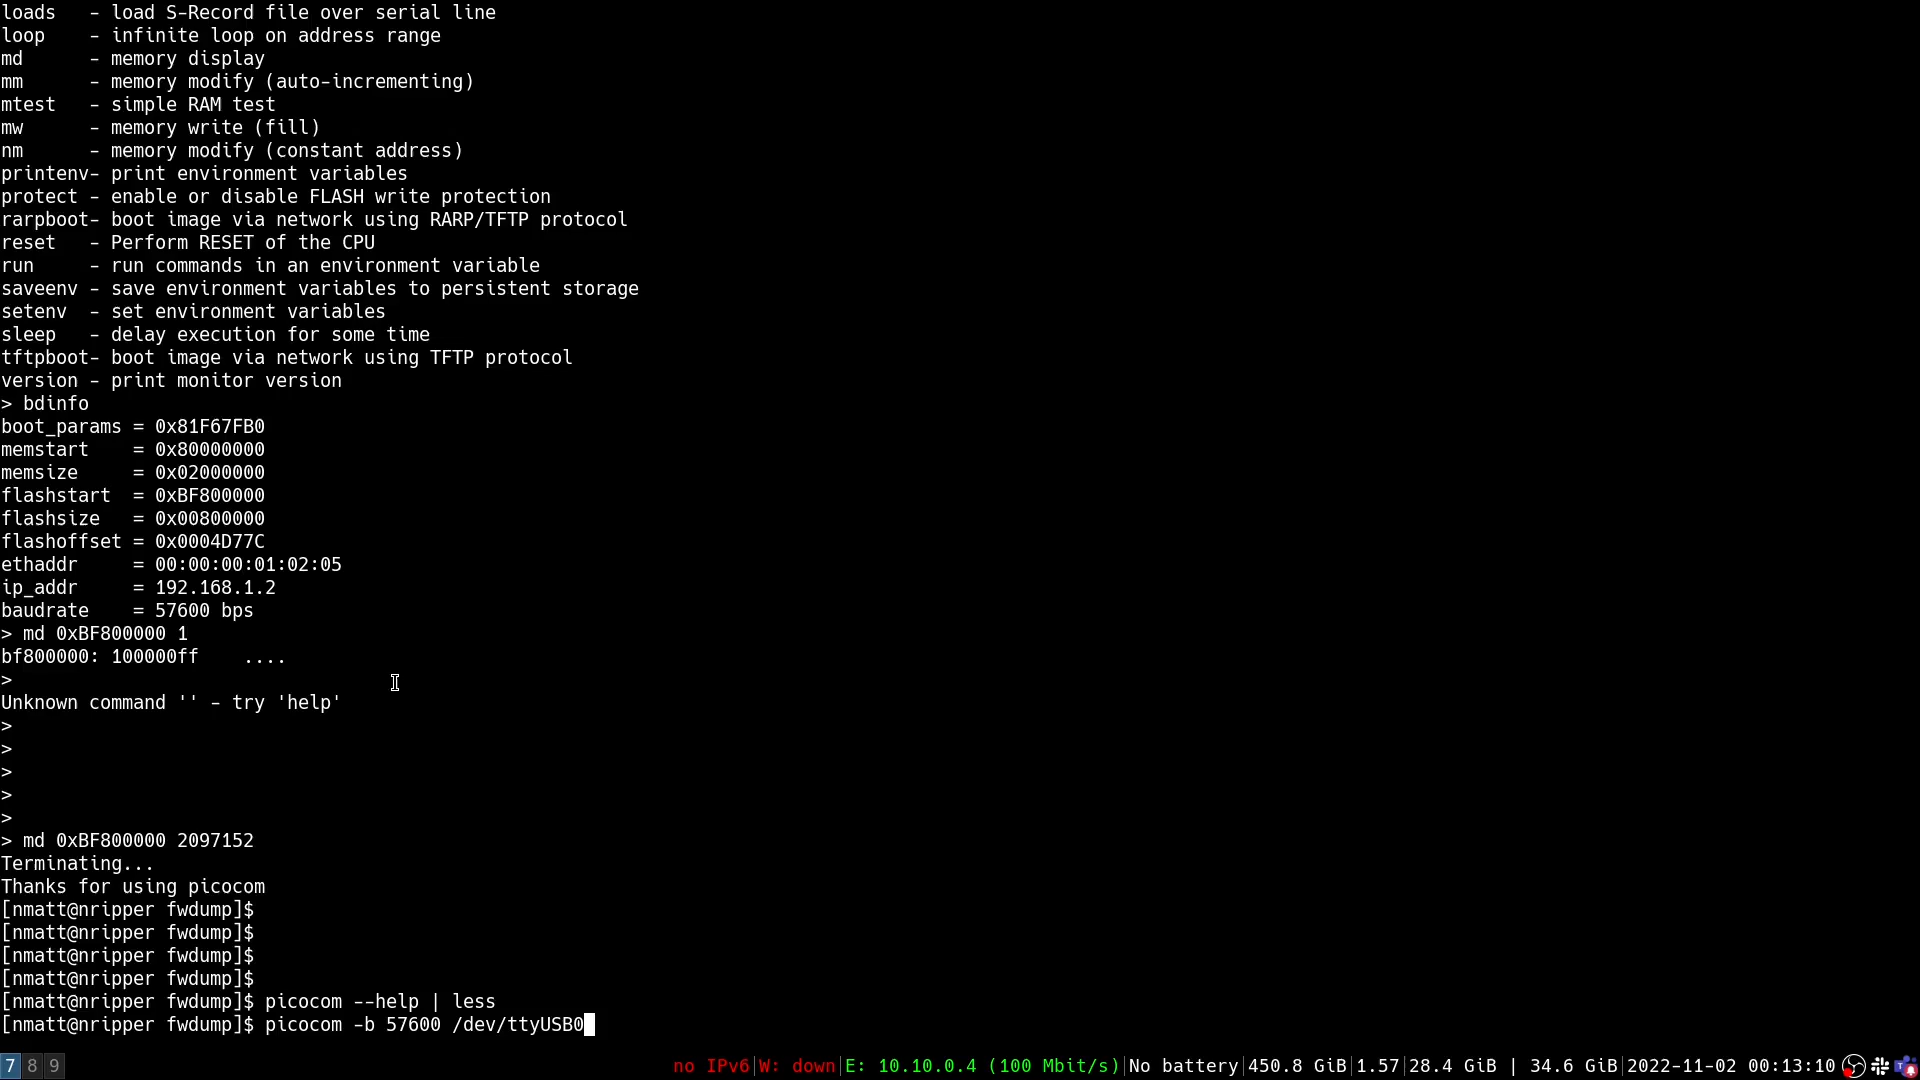 loads   - load S-Record file over serial line
loop    - infinite loop on address range
md      - memory display
mm      - memory modify (auto-incrementing)
mtest   - simple RAM test
mw      - memory write (fill)
nm      - memory modify (constant address)
printenv- print environment variables
protect - enable or disable FLASH write protection
rarpboot- boot image via network using RARP/TFTP protocol
reset   - Perform RESET of the CPU
run     - run commands in an environment variable
saveenv - save environment variables to persistent storage
setenv  - set environment variables
sleep   - delay execution for some time
tftpboot- boot image via network using TFTP protocol
version - print monitor version
> bdinfo
boot_params = 0x81F67FB0
memstart    = 0x80000000
memsize     = 0x02000000
flashstart  = 0xBF800000
flashsize   = 0x00800000
flashoffset = 0x0004D77C
ethaddr     = 00:00:00:01:02:05
ip_addr     = 192.168.1.2
baudrate    = 57600 bps
> md 0xBF800000 1
bf800000: 100000ff    ....
>
Unknown command '' - try 'help'
>
>
>
>
>
> md 0xBF800000 2097152
Terminating...
Thanks for using picocom
[nmatt@nripper fwdump]$
[nmatt@nripper fwdump]$
[nmatt@nripper fwdump]$
[nmatt@nripper fwdump]$
[nmatt@nripper fwdump]$ picocom --help | less
[nmatt@nripper fwdump]$ picocom -b 57600 /dev/ttyUSB0
7 8 9 no IPv6|W: down|E: 10.10.0.4 (100 Mbit/s)|No battery|450.8 GiB|1.57|28.4 GiB | 34.6 GiB|2022-11-02 00:13:10